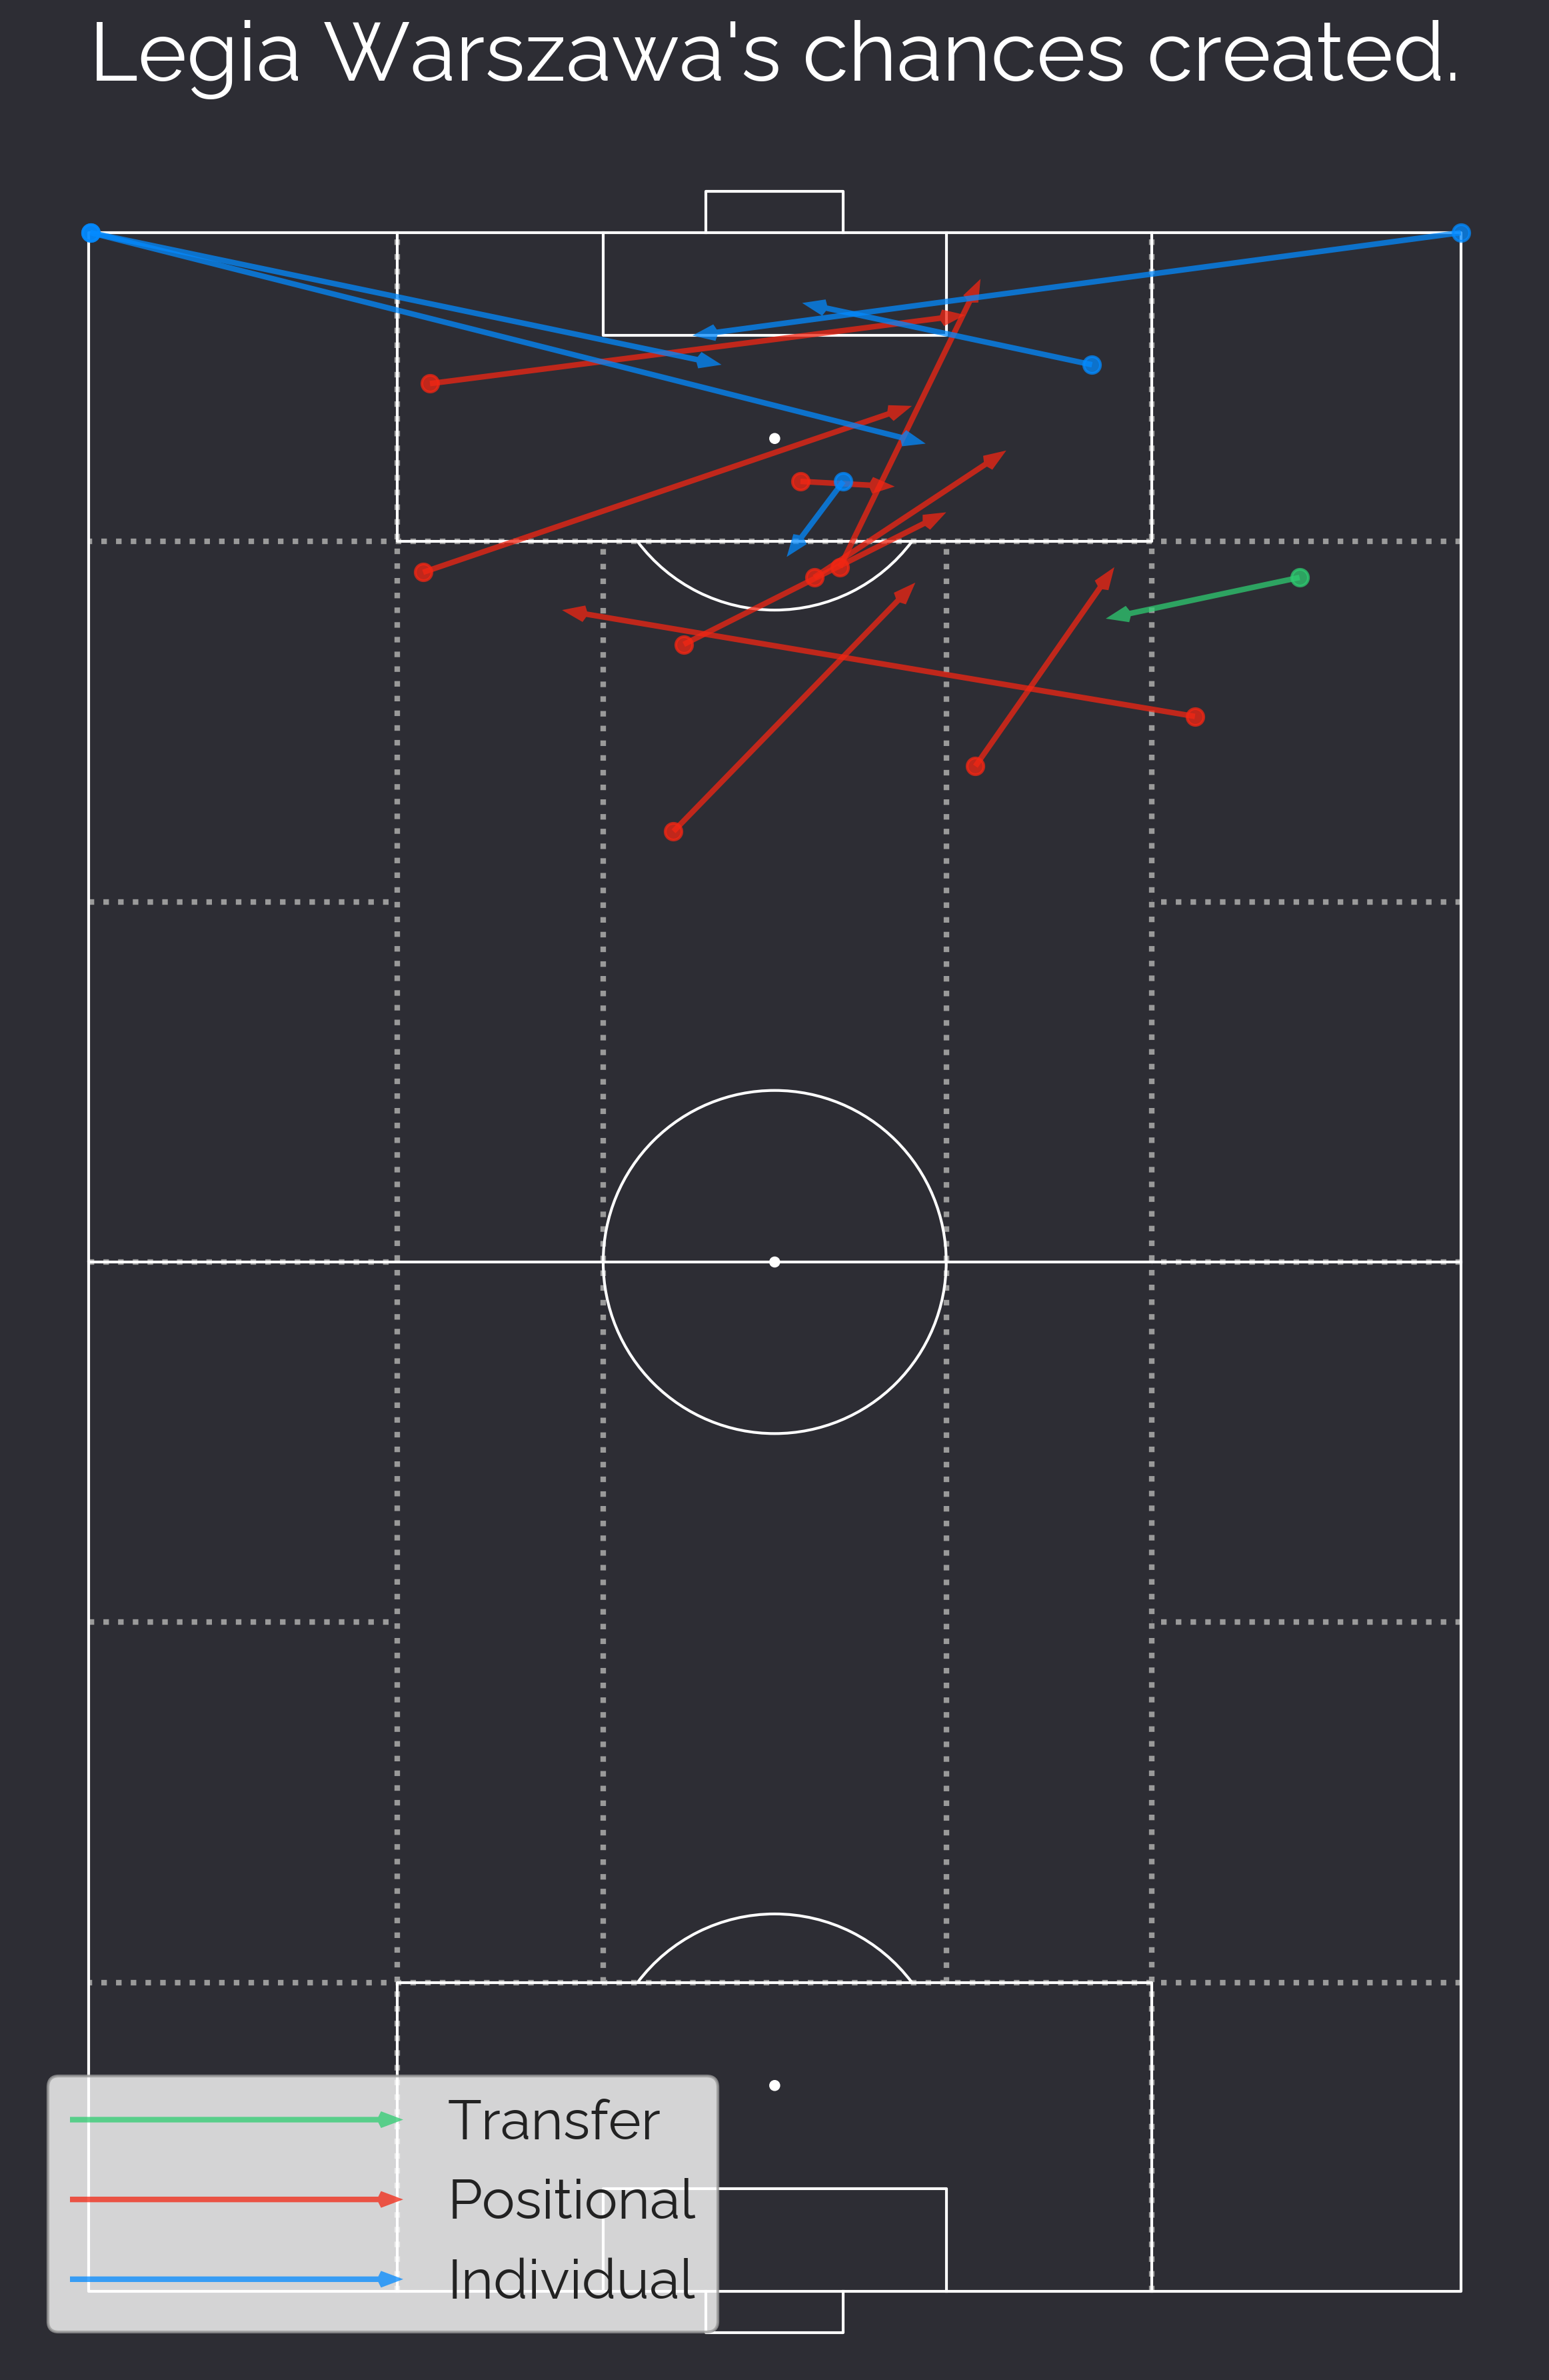 Legia Warszawa's chances created.
Transfer
Positional
Individual